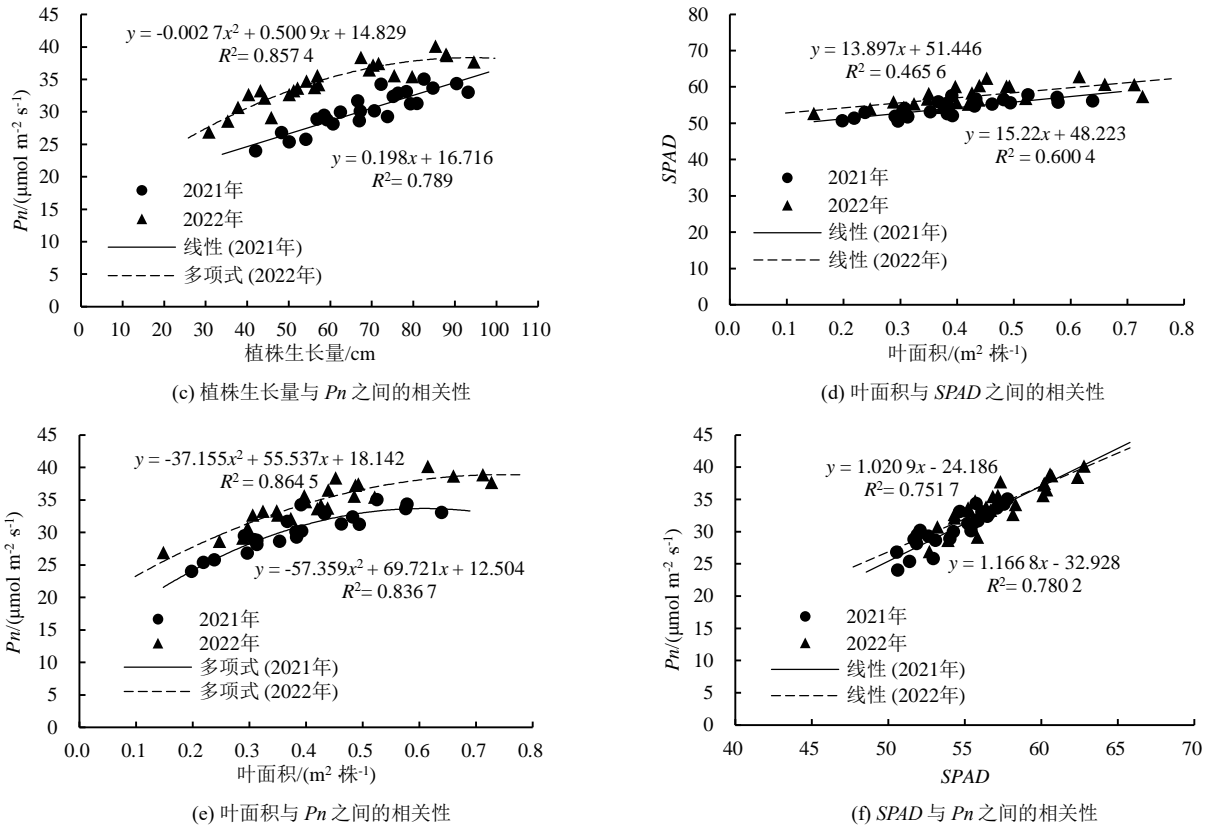 y = -0.002 7x² + 0.500 9x + 14.829
R²= 0.857 4
y = 0.198x + 16.716
R²= 0.789
2021年
2022年
线性 (2021年)
多项式 (2022年)
Pn/(μmol m⁻² s⁻¹)
45
40
35
30
25
20
15
10
5
0
0 10 20 30 40 50 60 70 80 90 100 110
植株生长量/cm
(c) 植株生长量与 Pn 之间的相关性
y = 13.897x + 51.446
R² = 0.465 6
y = 15.22x + 48.223
R² = 0.600 4
2021年
2022年
线性 (2021年)
线性 (2022年)
SPAD
80
70
60
50
40
30
20
10
0
0.0 0.1 0.2 0.3 0.4 0.5 0.6 0.7 0.8
叶面积/(m² 株⁻¹)
(d) 叶面积与 SPAD 之间的相关性
y = -37.155x² + 55.537x + 18.142
R²= 0.864 5
y = -57.359x² + 69.721x + 12.504
R²= 0.836 7
2021年
2022年
多项式 (2021年)
多项式 (2022年)
Pn/(μmol m⁻² s⁻¹)
45
40
35
30
25
20
15
10
5
0
0.0 0.1 0.2 0.3 0.4 0.5 0.6 0.7 0.8
叶面积/(m² 株⁻¹)
(e) 叶面积与 Pn 之间的相关性
y = 1.020 9x - 24.186
R²= 0.751 7
y = 1.166 8x - 32.928
R²= 0.780 2
2021年
2022年
线性 (2021年)
线性 (2022年)
Pn/(μmol m⁻² s⁻¹)
45
40
35
30
25
20
15
10
5
0
40 45 50 55 60 65 70
SPAD
(f) SPAD 与 Pn 之间的相关性